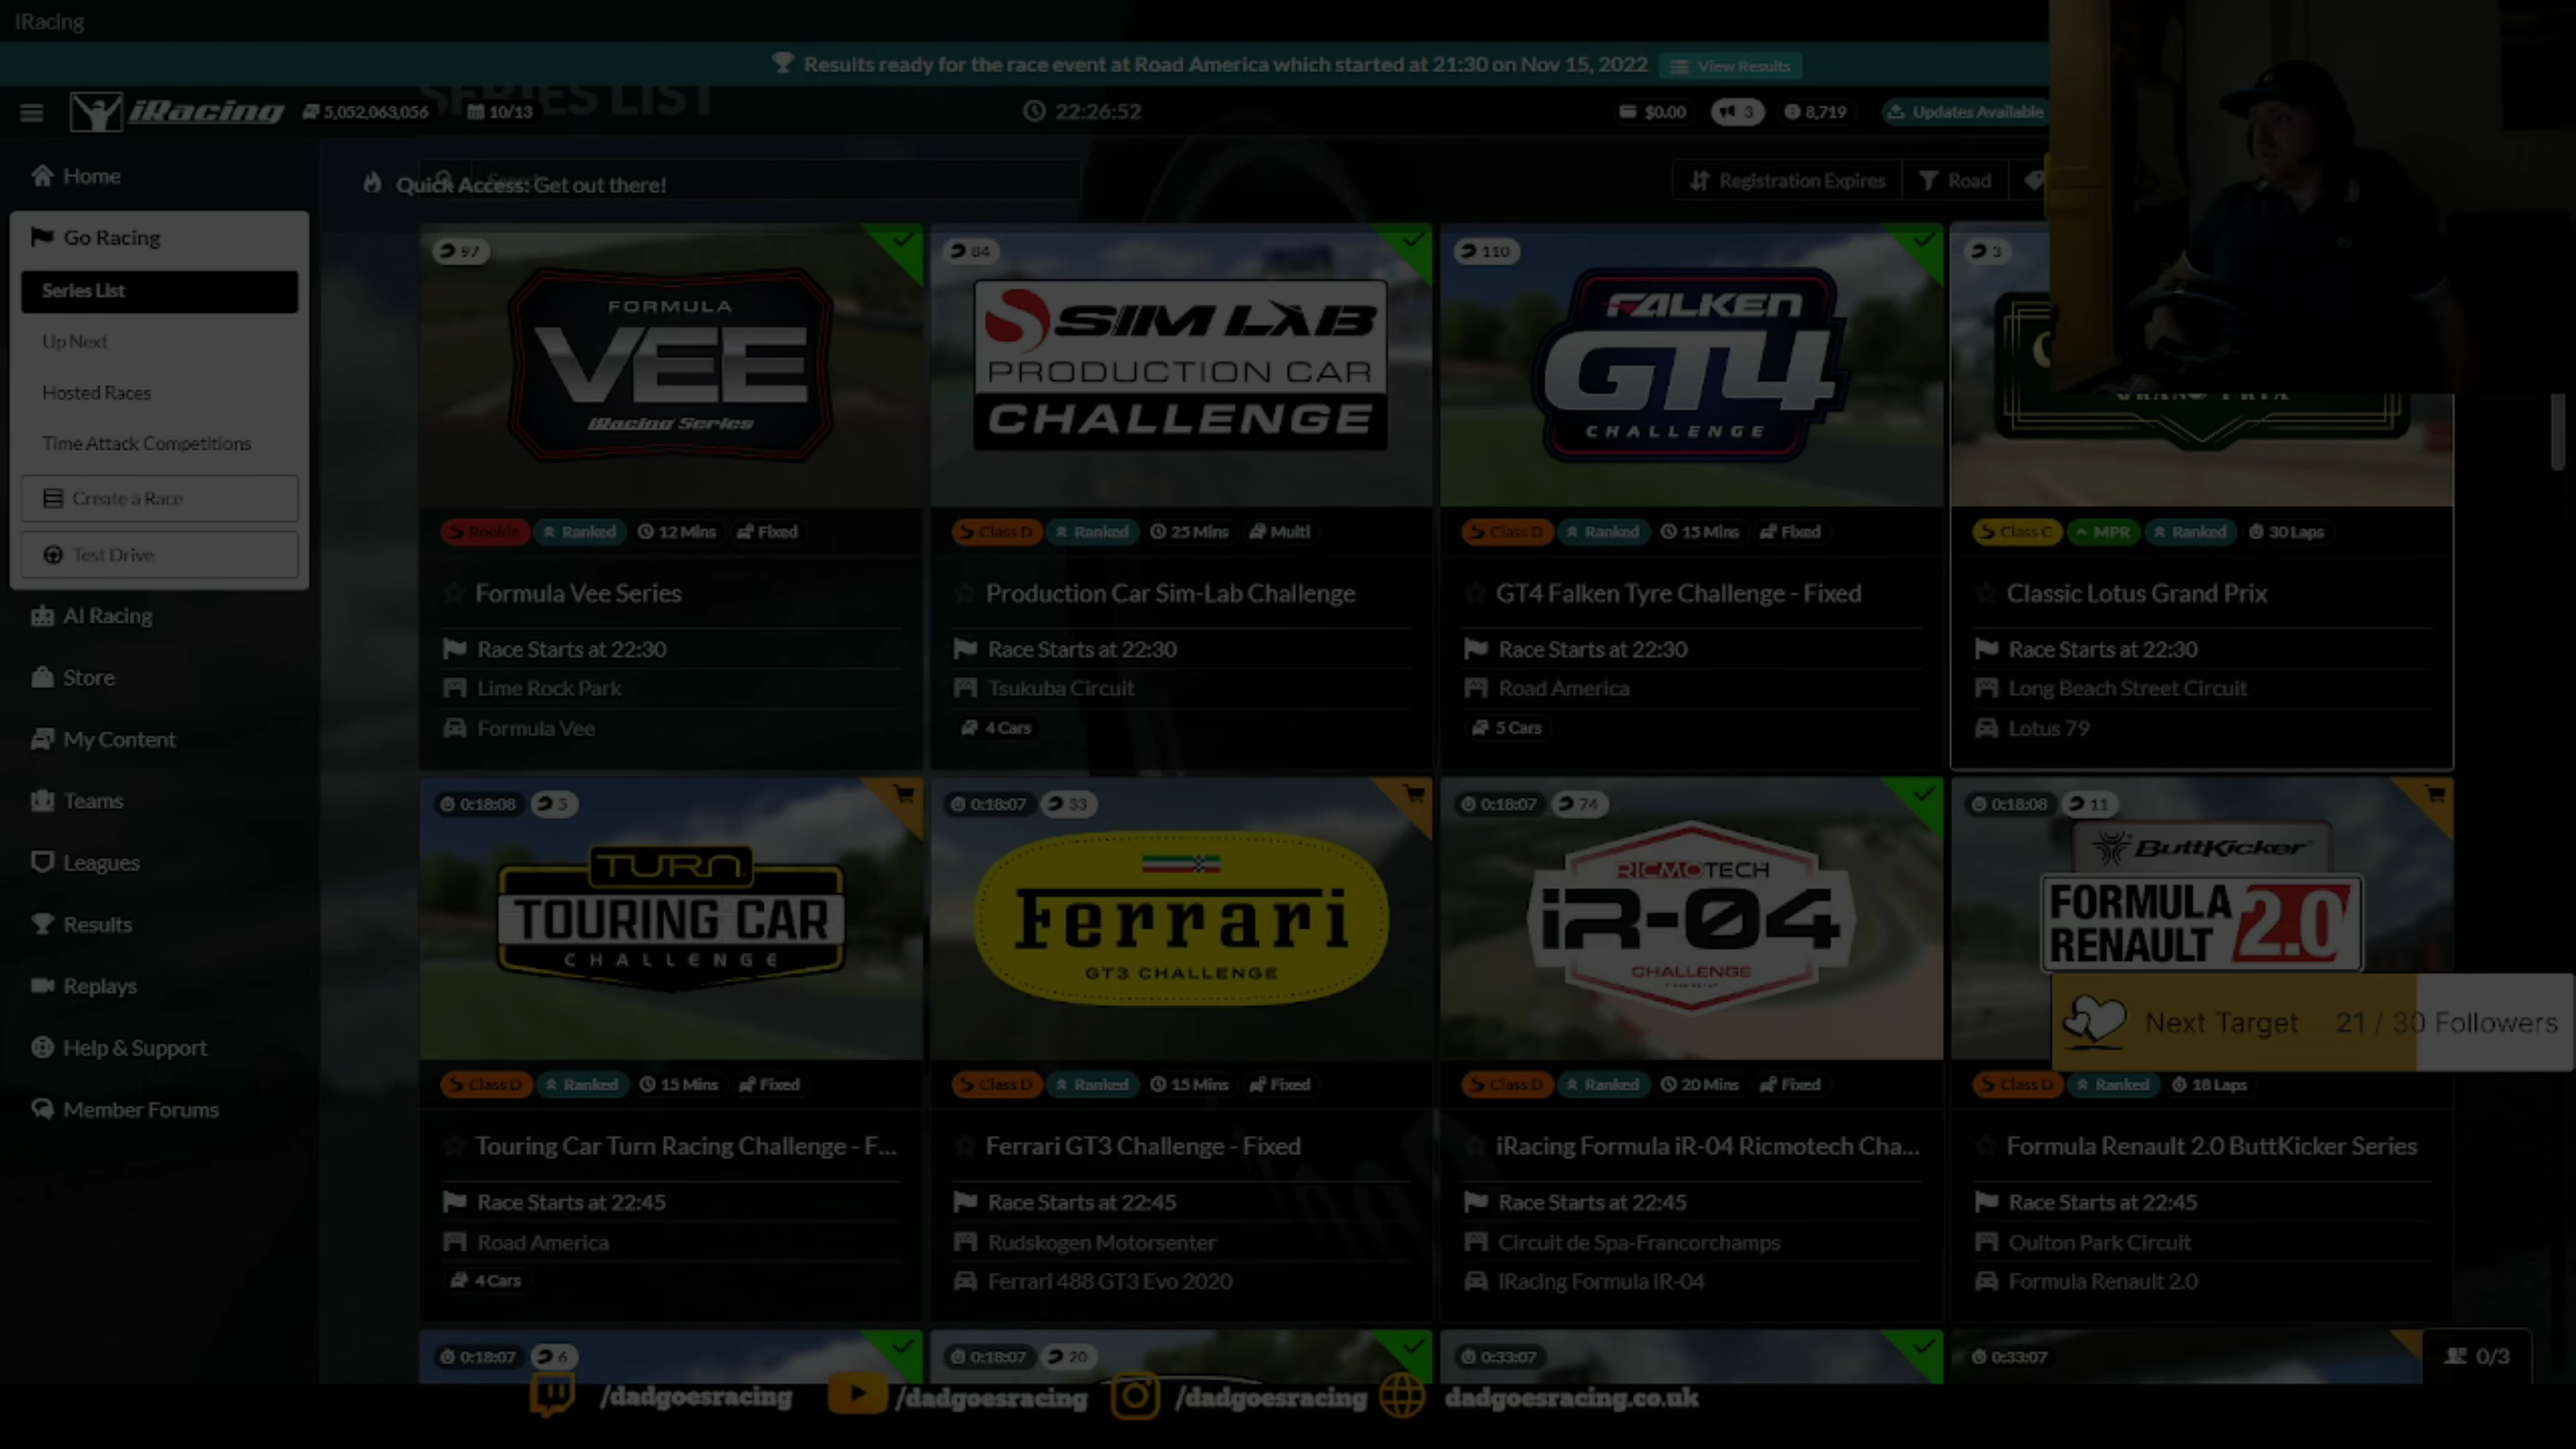 iRacing
Results ready for the race event at Road America which started at 21:30 on Nov 15, 2022 View Results
SERIES LIST
iRacing 5,052,063,056 10/13 22:26:52 $0.00 3 8,719 Updates Available
Home
Quick Access: Get out there!
Registration Expires Road
Go Racing
Series List
Up Next
Hosted Races
Time Attack Competitions
Create a Race
Test Drive
AI Racing
Store
My Content
Teams
Leagues
Results
Replays
Help & Support
Member Forums
97
FORMULA
VEE
iRacing Series
Rookie Ranked 12 Mins Fixed
Formula Vee Series
Race Starts at 22:30
Lime Rock Park
Formula Vee
84
SIM LAB
PRODUCTION CAR
CHALLENGE
Class D Ranked 25 Mins Multi
Production Car Sim-Lab Challenge
Race Starts at 22:30
Tsukuba Circuit
4 Cars
110
FALKEN
GT4
CHALLENGE
Class D Ranked 15 Mins Fixed
GT4 Falken Tyre Challenge - Fixed
Race Starts at 22:30
Road America
5 Cars
3
GRAND PRIX
Class C MPR Ranked 30 Laps
Classic Lotus Grand Prix
Race Starts at 22:30
Long Beach Street Circuit
Lotus 79
0:18:08 5
TURN
TOURING CAR
CHALLENGE
Class D Ranked 15 Mins Fixed
Touring Car Turn Racing Challenge - F...
Race Starts at 22:45
Road America
4 Cars
0:18:07 33
Ferrari
GT3 CHALLENGE
Class D Ranked 15 Mins Fixed
Ferrari GT3 Challenge - Fixed
Race Starts at 22:45
Rudskogen Motorsenter
Ferrari 488 GT3 Evo 2020
0:18:07 74
RICMOTECH
iR-04
CHALLENGE
Class D Ranked 20 Mins Fixed
iRacing Formula iR-04 Ricmotech Cha...
Race Starts at 22:45
Circuit de Spa-Francorchamps
iRacing Formula iR-04
0:18:08 11
ButtKicker
FORMULA
RENAULT 2.0
Next Target 21 / 30 Followers
Class D Ranked 18 Laps
Formula Renault 2.0 ButtKicker Series
Race Starts at 22:45
Oulton Park Circuit
Formula Renault 2.0
0:18:07 6
0:18:07 20
0:33:07
0:33:07
0/3
/dadgoesracing /dadgoesracing /dadgoesracing dadgoesracing.co.uk